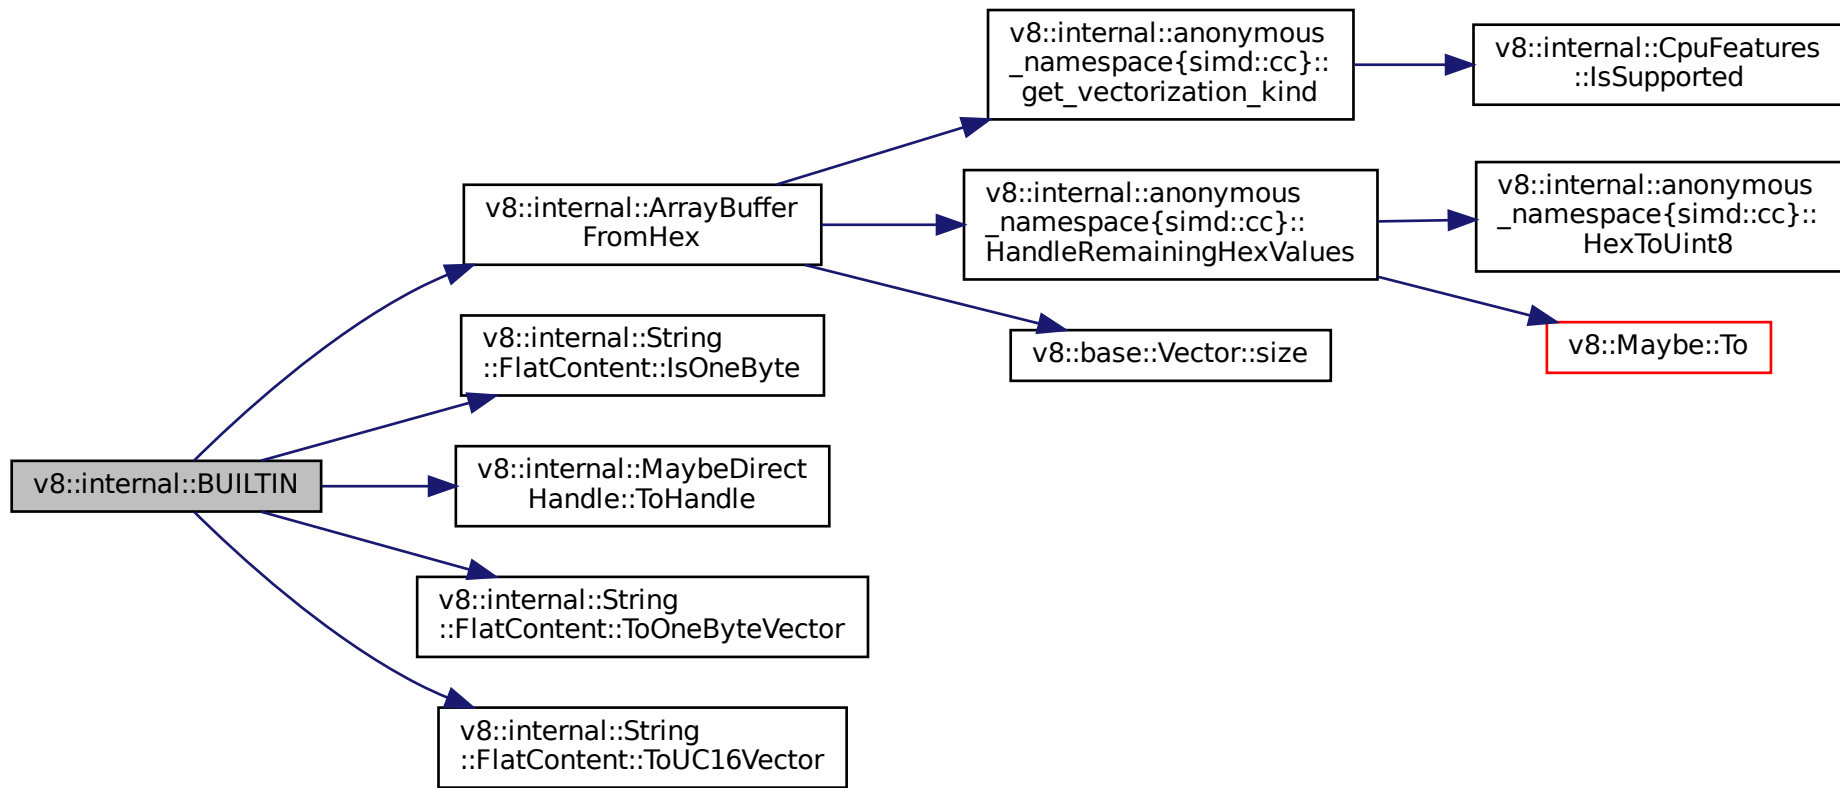 v8::internal::BUILTIN
v8::internal::ArrayBuffer
FromHex
v8::internal::anonymous
_namespace{simd::cc}::
get_vectorization_kind
v8::internal::CpuFeatures
::IsSupported
v8::internal::anonymous
_namespace{simd::cc}::
HandleRemainingHexValues
v8::internal::anonymous
_namespace{simd::cc}::
HexToUint8
v8::Maybe::To
v8::base::Vector::size
v8::internal::String
::FlatContent::IsOneByte
v8::internal::MaybeDirect
Handle::ToHandle
v8::internal::String
::FlatContent::ToOneByteVector
v8::internal::String
::FlatContent::ToUC16Vector